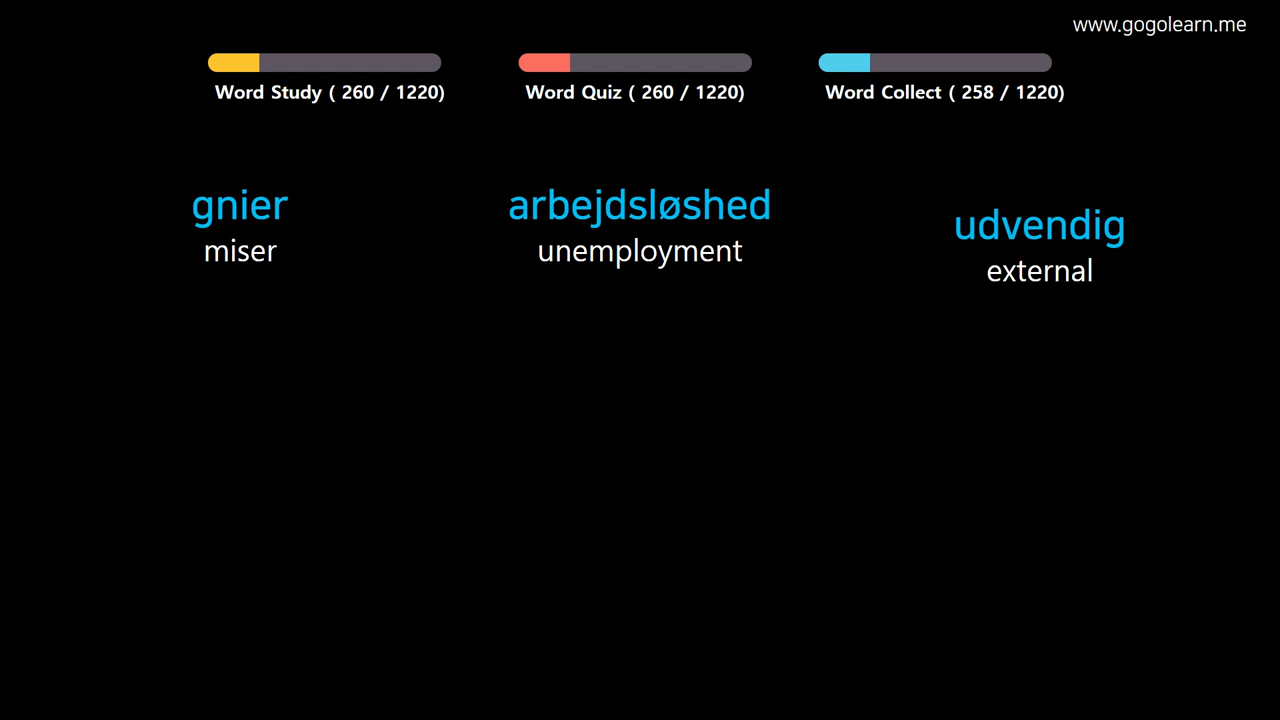 www.gogolearn.me
Word Study ( 260 / 1220)
Word Quiz ( 260 / 1220)
Word Collect ( 258 / 1220)
gnier
miser
arbejdsløshed
unemployment
udvendig
external